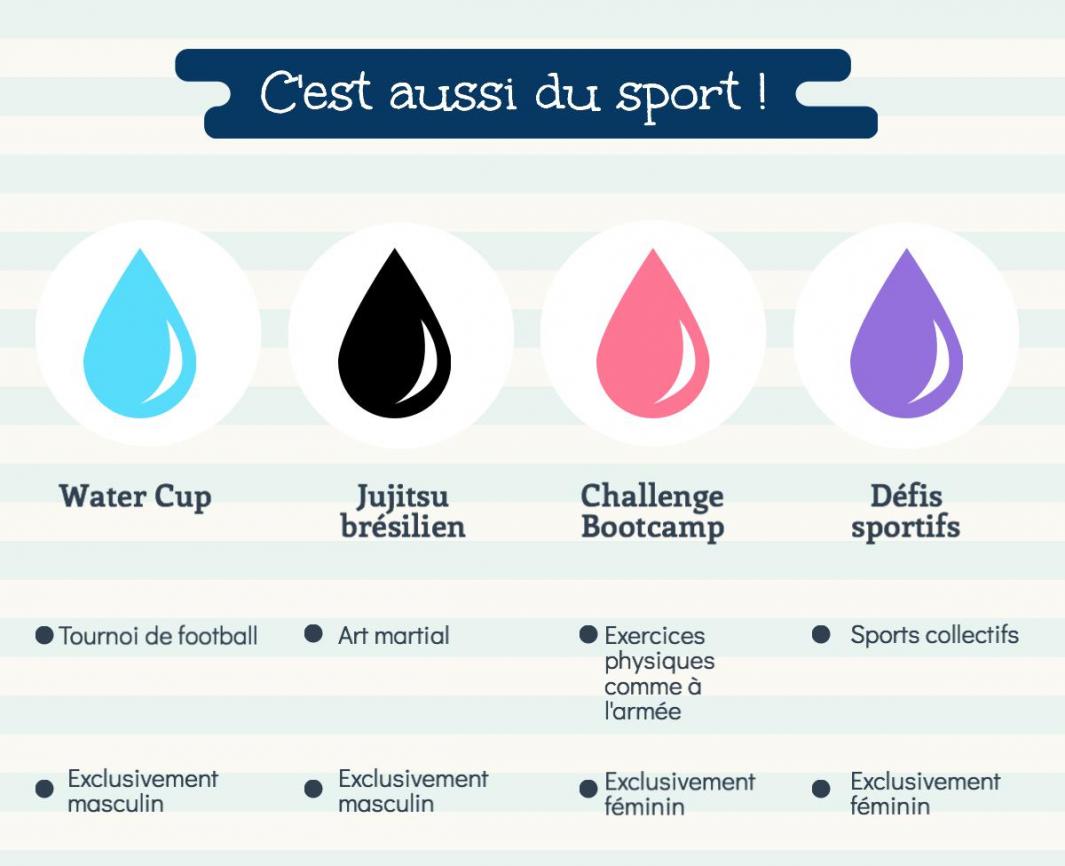 C'est aussi du sport !
Water Cup
Jujitsu
brésilien
Challenge
Bootcamp
Défis
sportifs
Tournoi de football
Art martial
Exercices
physiques
comme à
l'armée
Sports collectifs
Exclusivement
masculin
Exclusivement
masculin
Exclusivement
féminin
Exclusivement
féminin